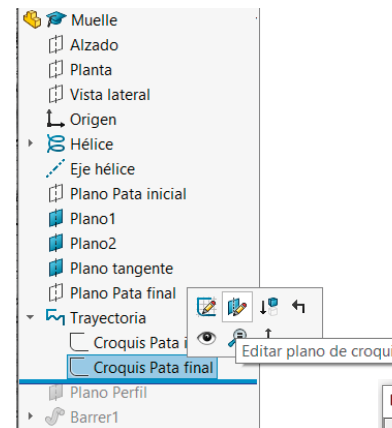 Muelle
Alzado
Planta
Vista lateral
Origen
Hélice
Eje hélice
Plano Pata inicial
Plano1
Plano2
Plano tangente
Plano Pata final
Trayectoria
Croquis Pata i
Editar plano de croqui
Croquis Pata final
Plano Perfil
Barrer1